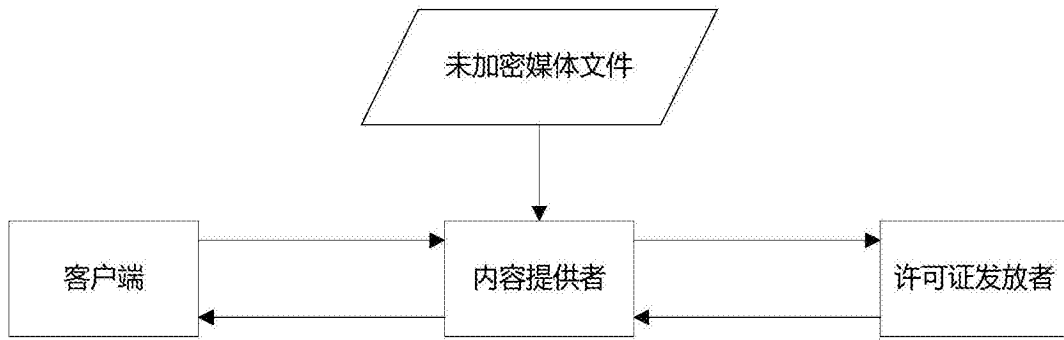 未加密媒体文件
客户端
内容提供者
许可证发放者